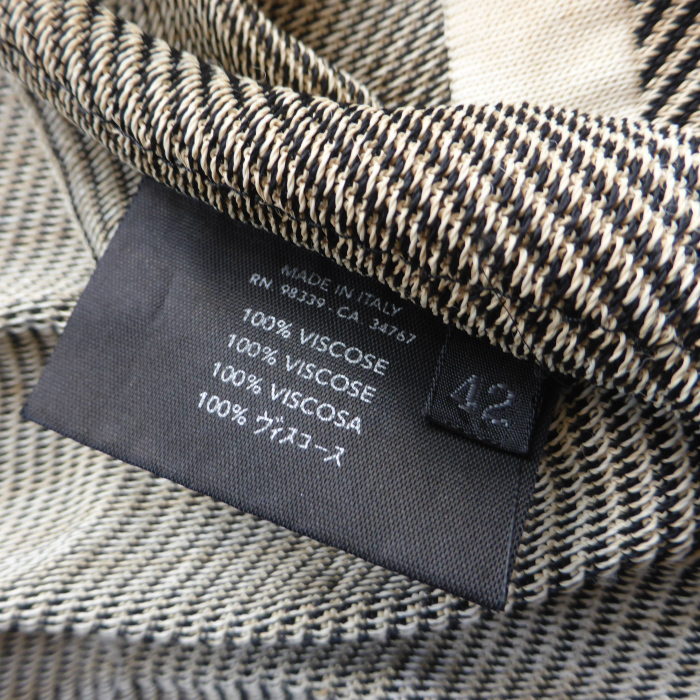 MADE IN ITALY
RN 98339 - CA 34767
100% VISCOSE
100% VISCOSE
100% VISCOSA
100% ヴィスコース
42